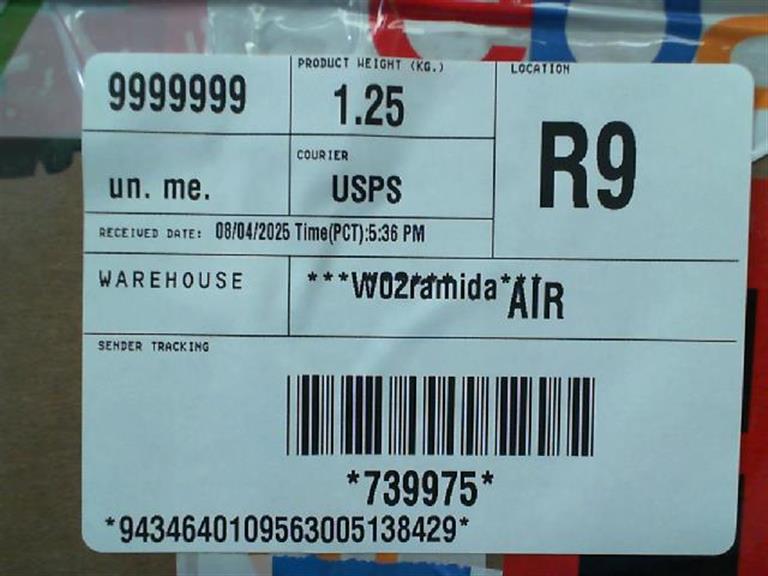 9999999
PRODUCT WEIGHT (KG.)
1.25
LOCATION
R9
un. me.
COURIER
USPS
RECEIVED DATE: 08/04/2025 Time(PCT):5:36 PM
WAREHOUSE
***W02ramida***
AIR
SENDER TRACKING
*739975*
*9434640109563005138429*